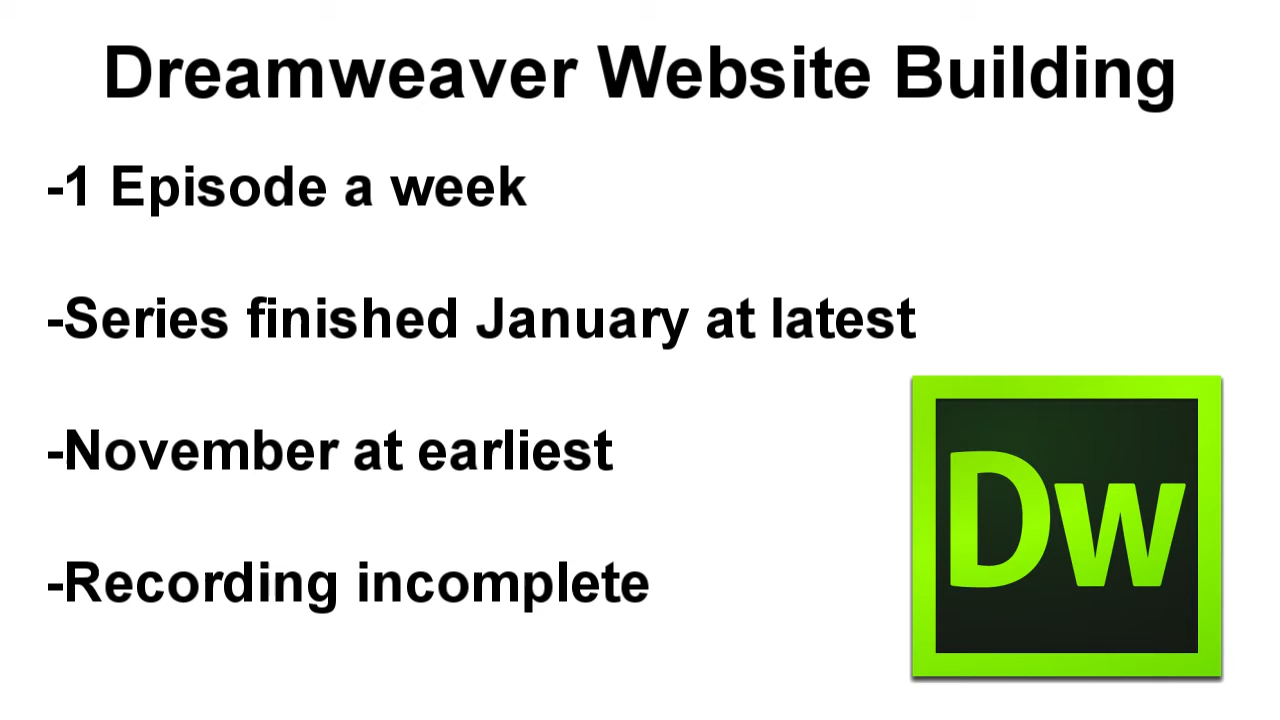 Dreamweaver Website Building
-1 Episode a week
-Series finished January at latest
-November at earliest
-Recording incomplete
Dw